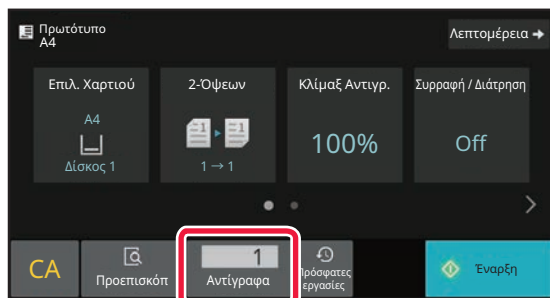 Πρωτότυπο
A4
Λεπτομέρεια
Επιλ. Χαρτιού
2-Όψεων
Κλίμαξ Αντιγρ.
Συρραφή / Διάτρηση
A4
Δίσκος 1
1 → 1
100%
Off
CA
Προεπισκόπ
1
Αντίγραφα
Πρόσφατες
εργασίες
Έναρξη